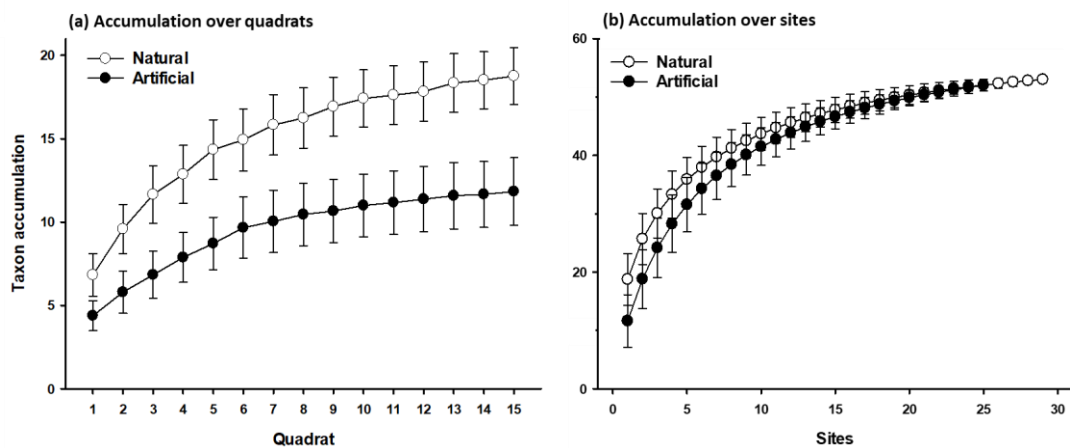 (a) Accumulation over quadrats
Natural
Artificial
Taxon accumulation
20
15
10
5
0
1 2 3 4 5 6 7 8 9 10 11 12 13 14 15
Quadrat
(b) Accumulation over sites
Natural
Artificial
60
40
20
0
0 5 10 15 20 25 30
Sites